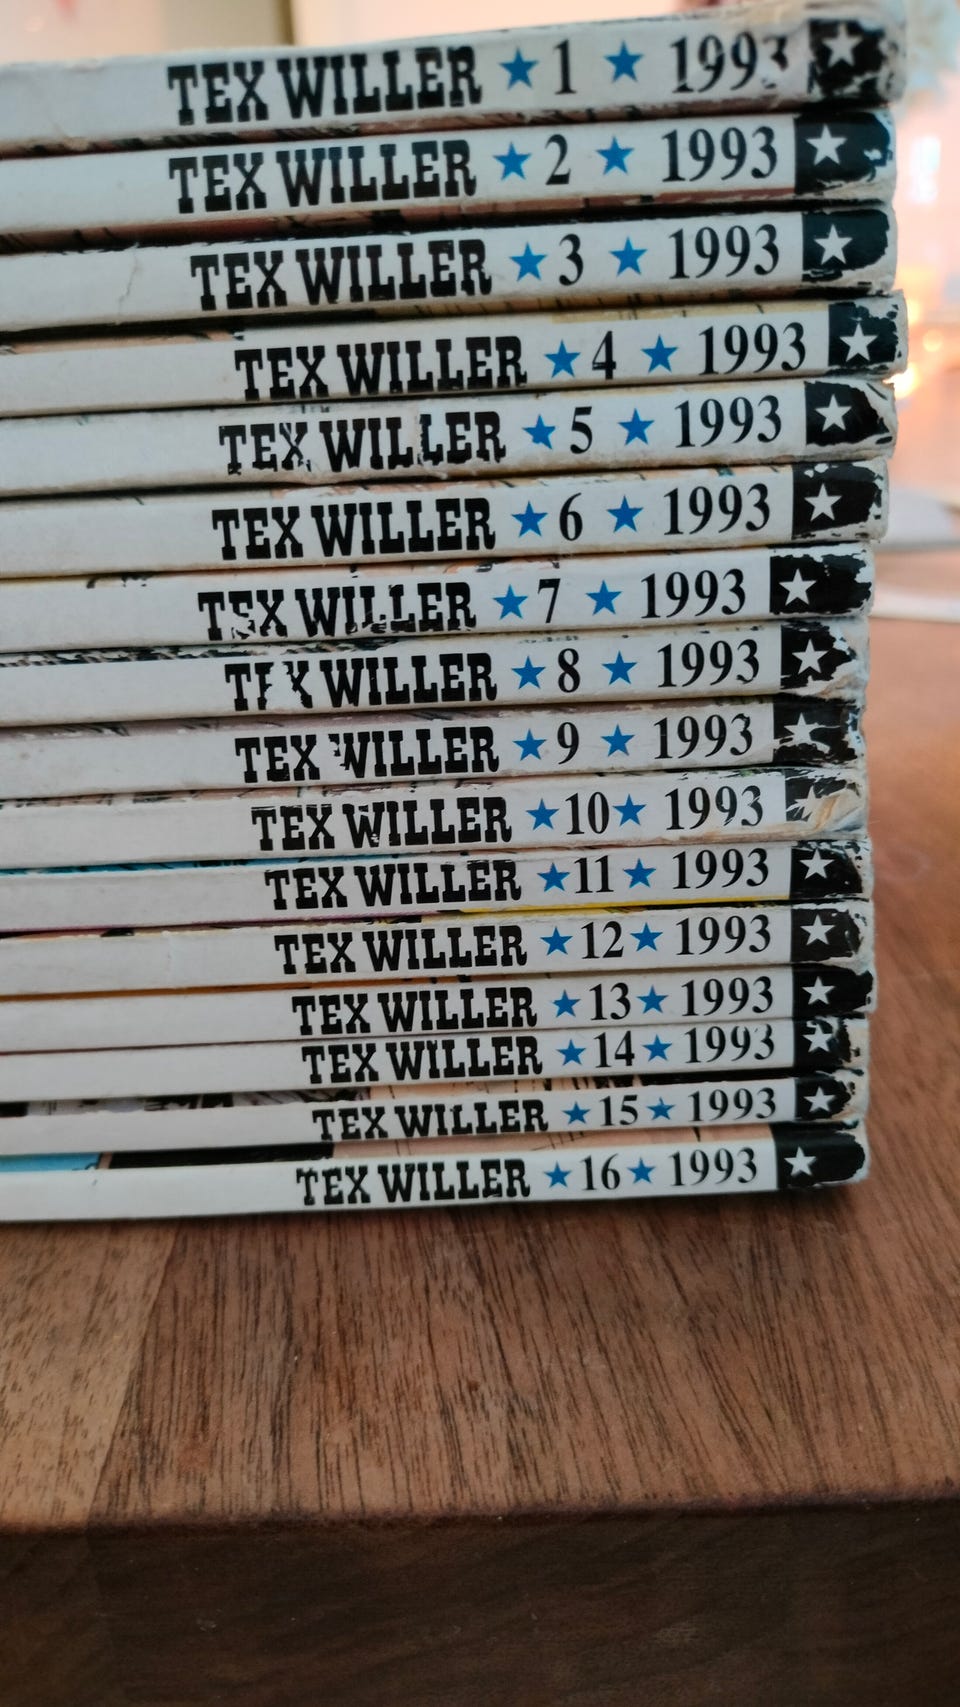 TEX WILLER ★ 1 ★ 1993
TEX WILLER ★ 2 ★ 1993
TEX WILLER ★ 3 ★ 1993
TEX WILLER ★ 4 ★ 1993
TEX WILLER ★ 5 ★ 1993
TEX WILLER ★ 6 ★ 1993
TEX WILLER ★ 7 ★ 1993
TEX WILLER ★ 8 ★ 1993
TEX WILLER ★ 9 ★ 1993
TEX WILLER ★ 10 ★ 1993
TEX WILLER ★ 11 ★ 1993
TEX WILLER ★ 12 ★ 1993
TEX WILLER ★ 13 ★ 1993
TEX WILLER ★ 14 ★ 1993
TEX WILLER ★ 15 ★ 1993
TEX WILLER ★ 16 ★ 1993